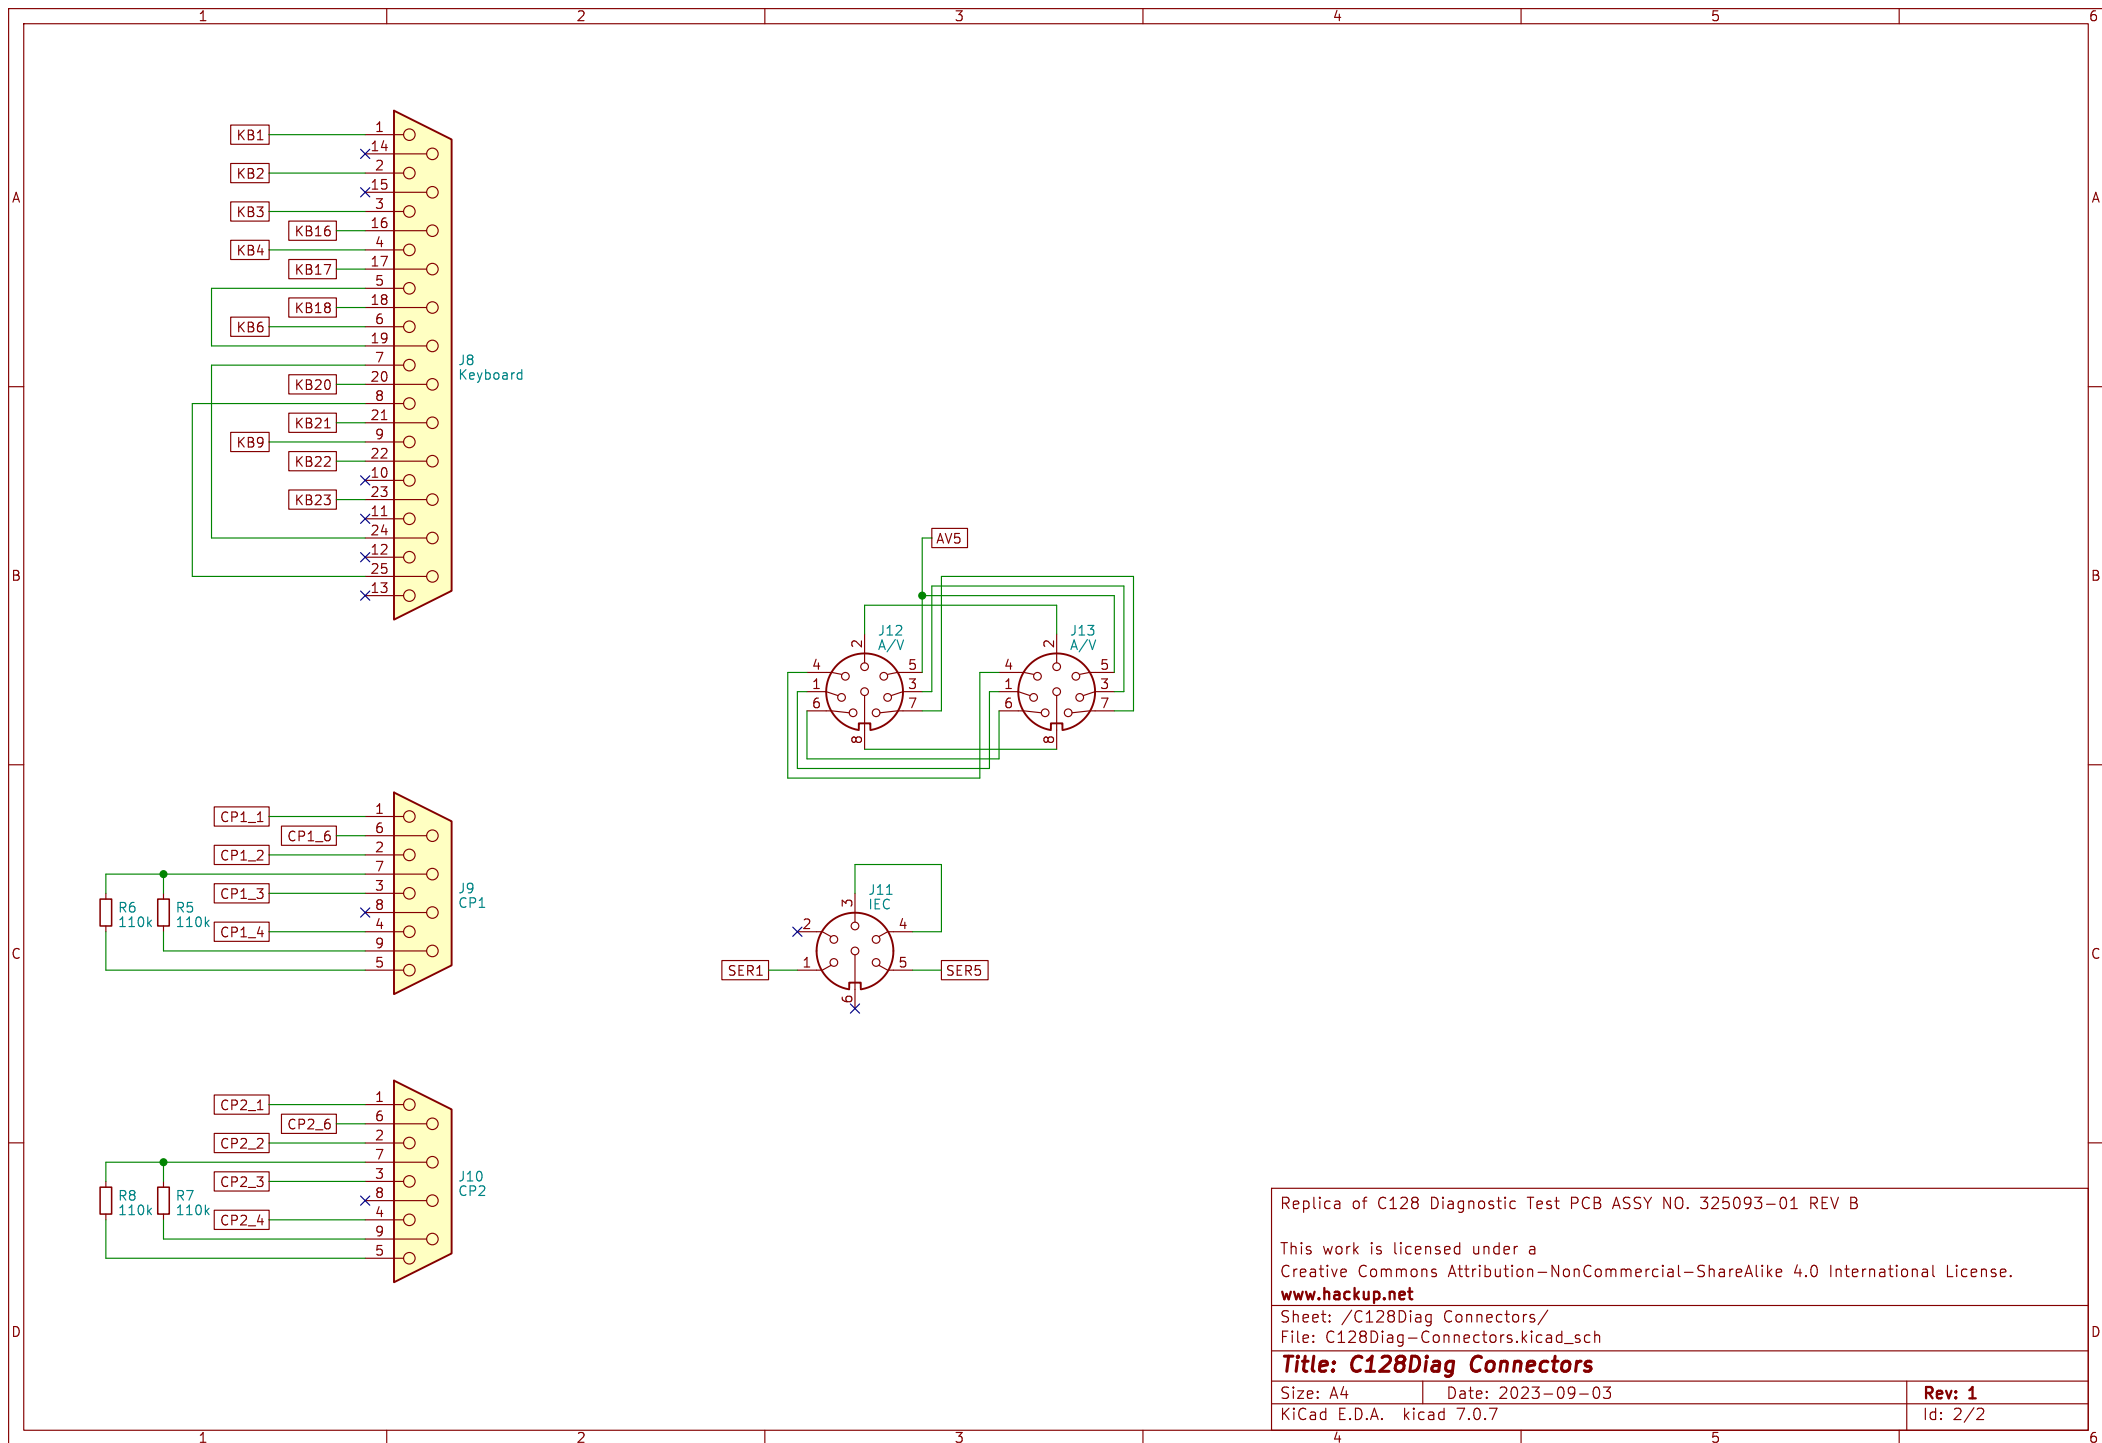 1 2 3 4 5 6
A A
B B
C C
D D
KB1 1
14
KB2 2
15
KB3 3
KB16 16
KB4 4
KB17 17
5
KB18 18
KB6 6
19
7
KB20 20
8
KB21 21
KB9 9
KB22 22
10
KB23 23
11
24
12
25
13
J8
Keyboard
AV5
J12
A/V
2
4 5
1 3
6 7
8
J13
A/V
2
4 5
1 3
6 7
8
CP1_1 1
CP1_6 6
CP1_2 2
7
CP1_3 3
8
CP1_4 4
9
5
R6
110k
R5
110k
J9
CP1
J11
IEC
3
2 4
SER1 1 5 SER5
6
CP2_1 1
CP2_6 6
CP2_2 2
7
CP2_3 3
8
CP2_4 4
9
5
R8
110k
R7
110k
J10
CP2
Replica of C128 Diagnostic Test PCB ASSY NO. 325093-01 REV B
This work is licensed under a
Creative Commons Attribution-NonCommercial-ShareAlike 4.0 International License.
www.hackup.net
Sheet: /C128Diag Connectors/
File: C128Diag-Connectors.kicad_sch
Title: C128Diag Connectors
Size: A4 Date: 2023-09-03 Rev: 1
KiCad E.D.A. kicad 7.0.7 Id: 2/2
1 2 3 4 5 6